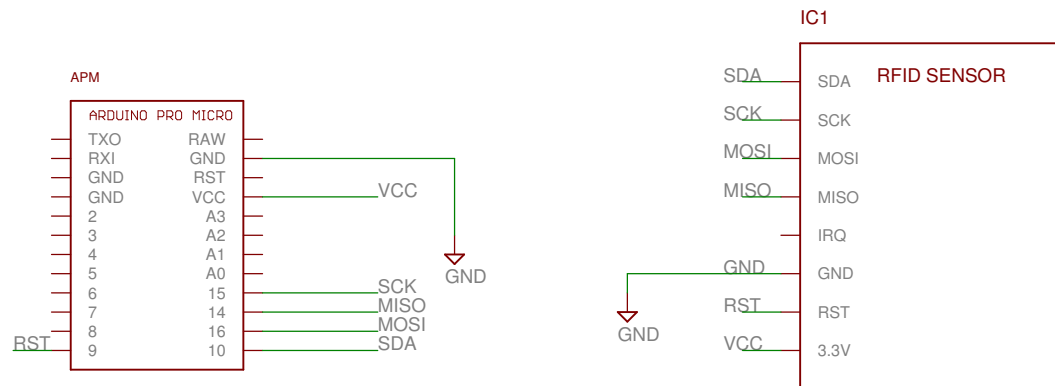 IC1
APM
ARDUINO PRO MICRO
TXO RAW
RXI GND
GND RST
GND VCC VCC
2 A3
3 A2
4 A1
5 A0
6 15 SCK
7 14 MISO
8 16 MOSI
RST 9 10 SDA
GND
RFID SENSOR
SDA SDA
SCK SCK
MOSI MOSI
MISO MISO
IRQ
GND GND
RST RST
GND
VCC 3.3V